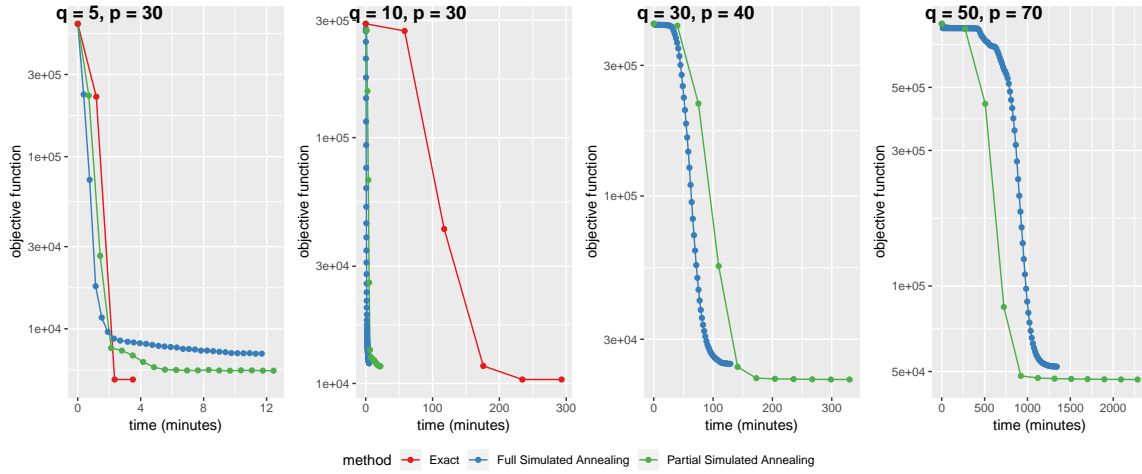 q = 5, p = 30
q = 10, p = 30
q = 30, p = 40
q = 50, p = 70
objective function
3e+05
1e+05
3e+04
1e+04
0
4
8
12
time (minutes)
objective function
3e+05
1e+05
3e+04
1e+04
0
100
200
300
time (minutes)
objective function
3e+05
1e+05
3e+04
0
100
200
300
time (minutes)
objective function
5e+05
3e+05
1e+05
5e+04
0
500
1000
1500
2000
time (minutes)
method
Exact
Full Simulated Annealing
Partial Simulated Annealing